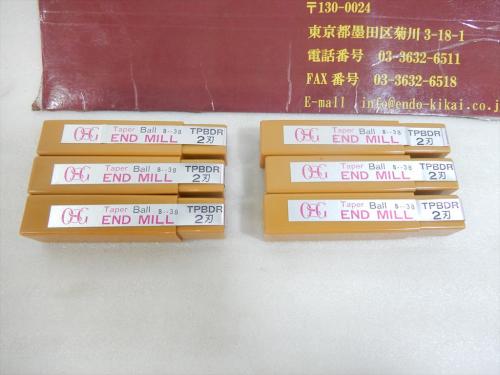 〒130-0024
東京都墨田区菊川3-18-1
電話番号 03-3632-6511
FAX番号 03-3632-6518
E-mail info@endo-kikai.co.j
OSG Taper Ball END MILL TPBDR 2刃
OSG Taper Ball END MILL TPBDR 2刃
OSG Taper Ball END MILL TPBDR 2刃
OSG Taper Ball END MILL TPBDR 2刃
OSG Taper Ball END MILL TPBDR 2刃
OSG Taper Ball END MILL TPBDR 2刃